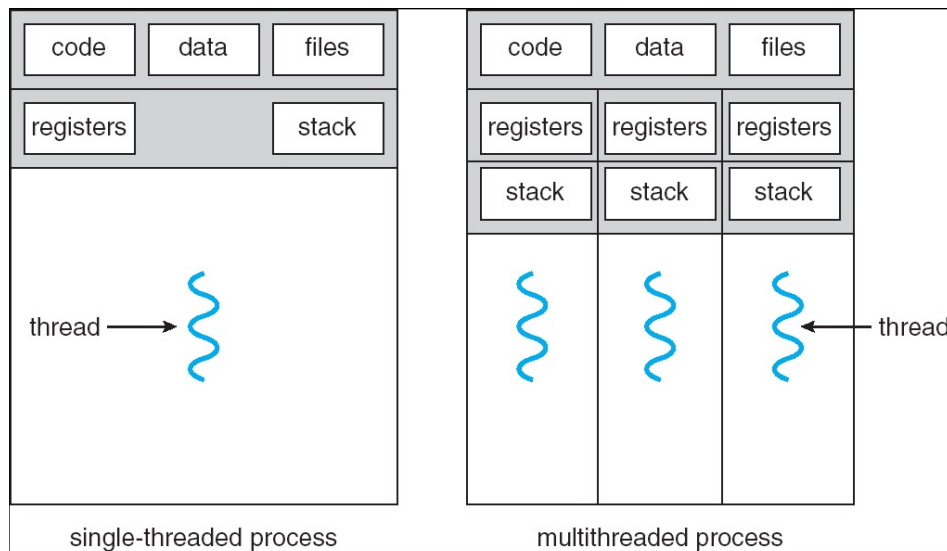 code data files
registers stack
thread
single-threaded process
code data files
registers registers registers
stack stack stack
thread
multithreaded process